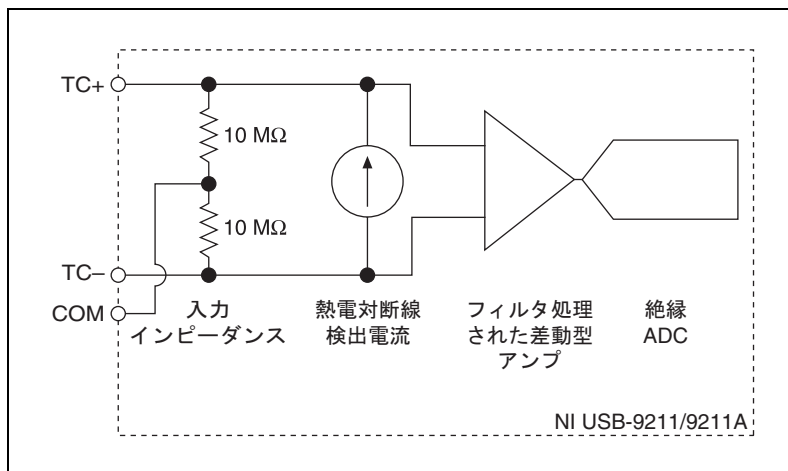 TC+
10 MΩ
10 MΩ
TC–
COM
入力
インピーダンス
熱電対断線
検出電流
フィルタ処理
された差動型
アンプ
絶縁
ADC
NI USB-9211/9211A